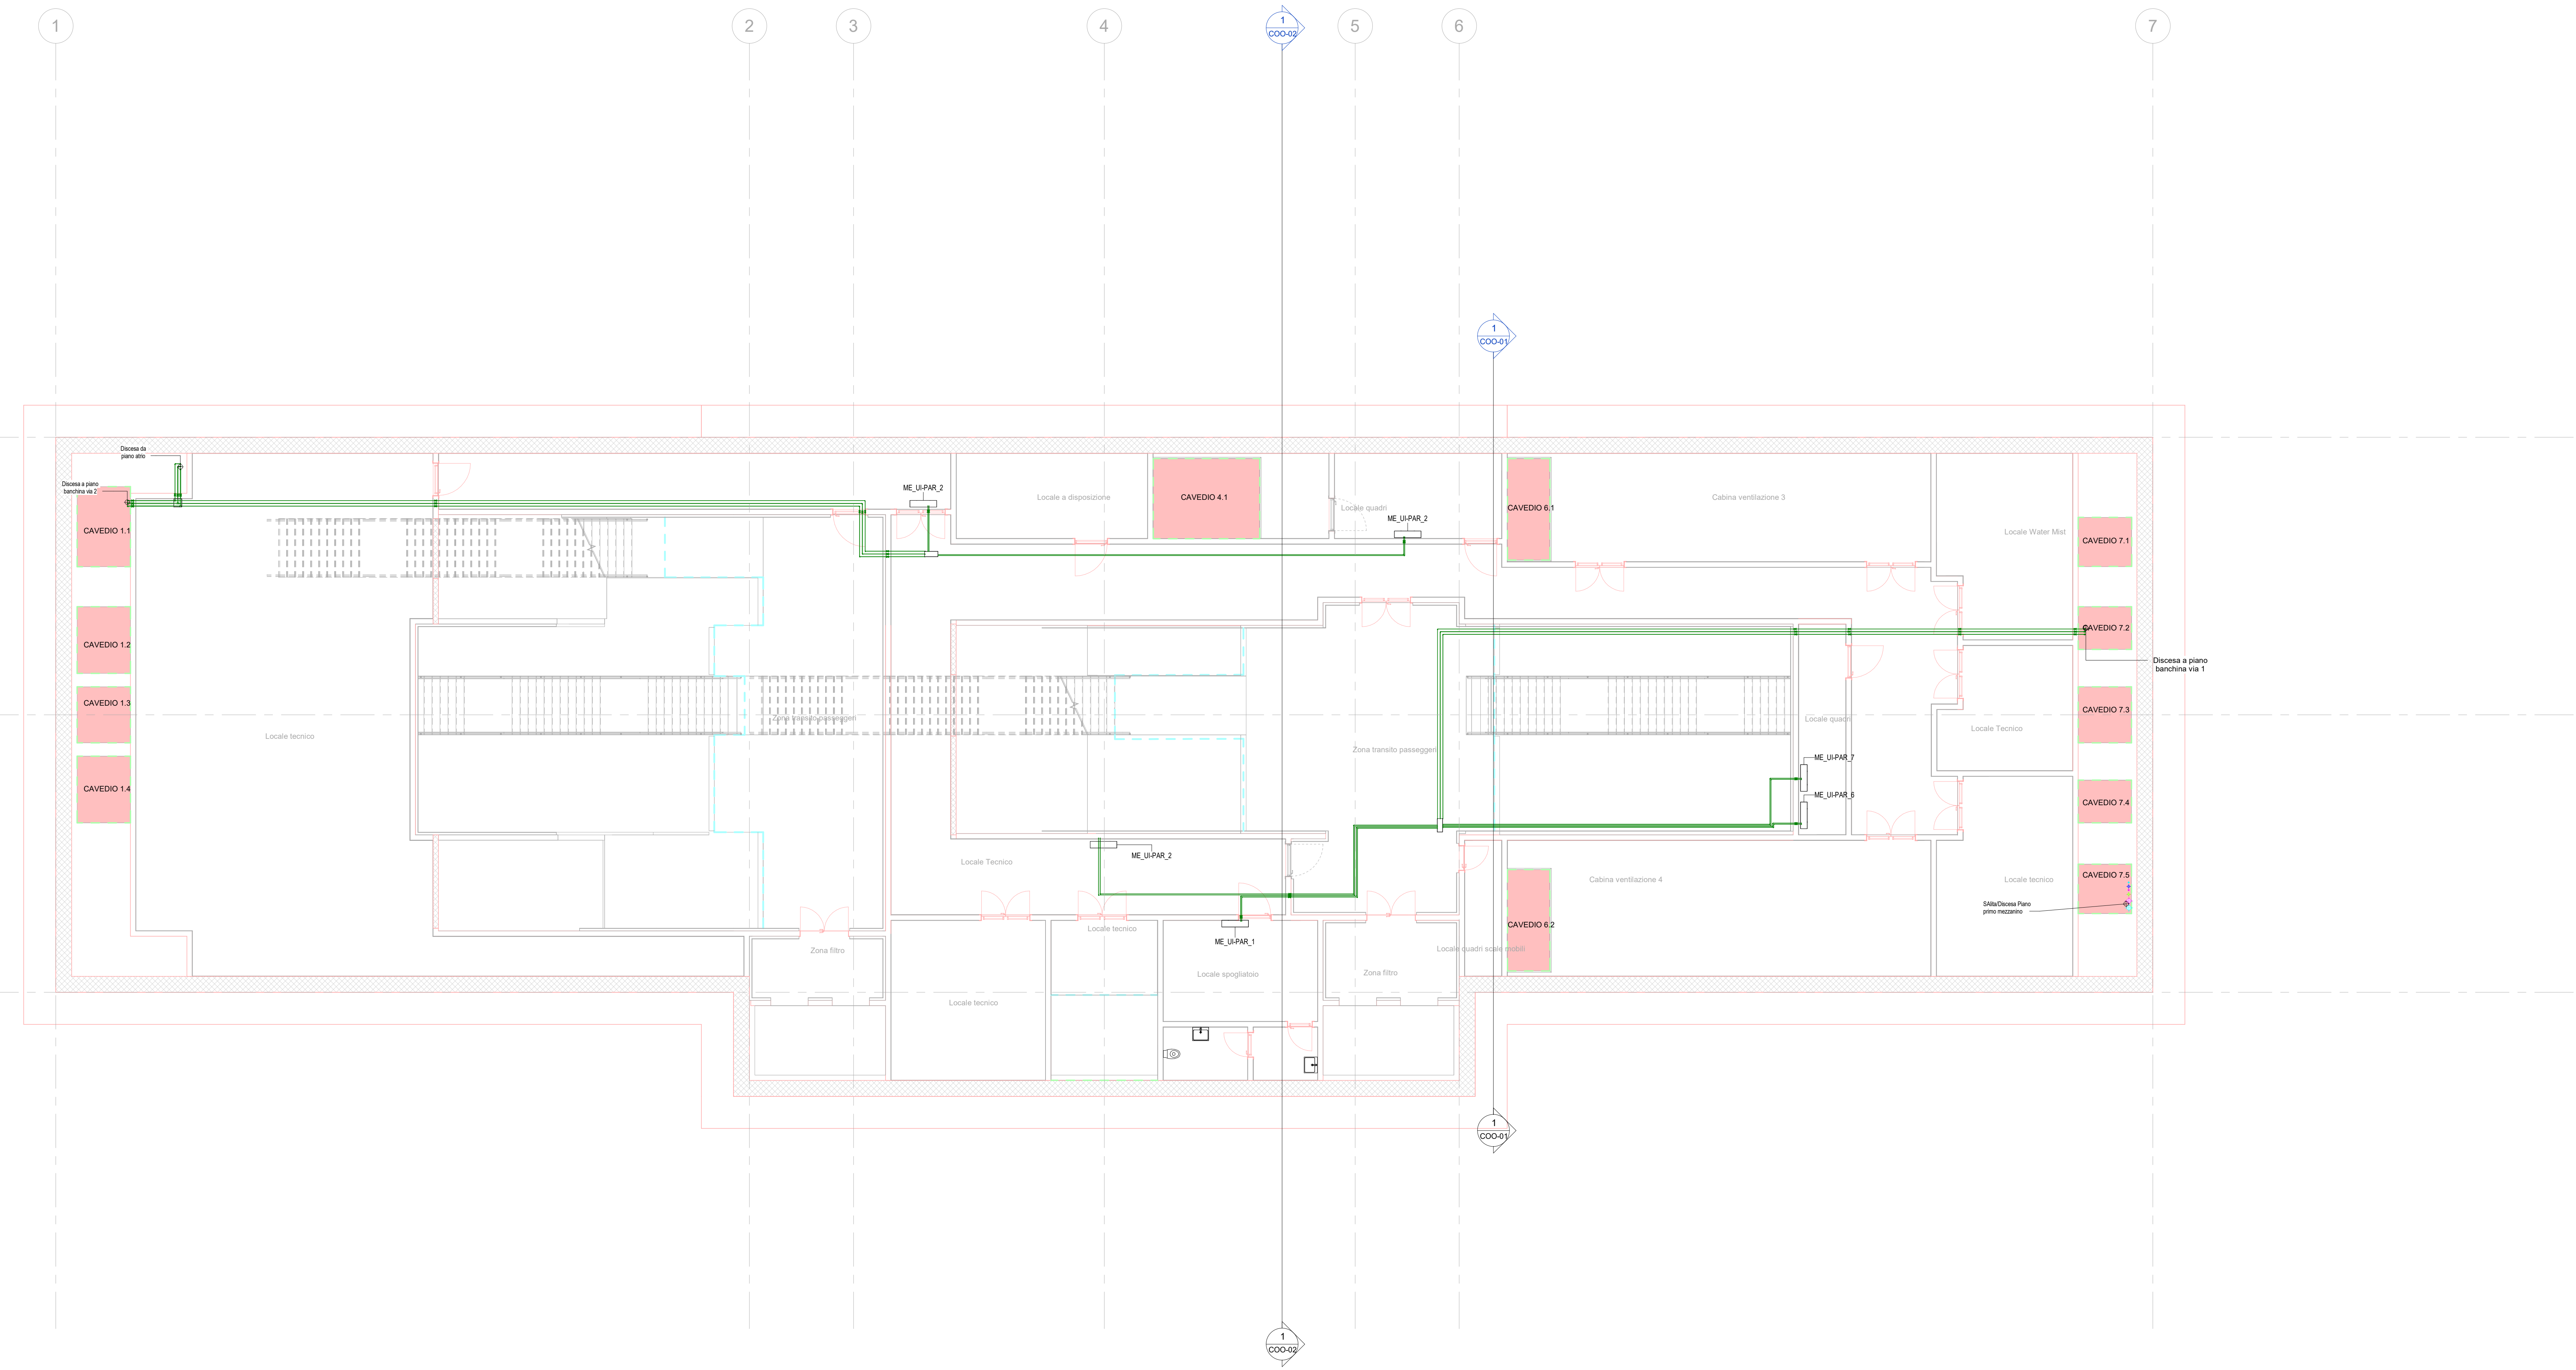 1
2
3
4
1
COO-02
5
6
7
1
COO-01
Discesa da
piano atrio
Discesa a piano
banchina via 2
CAVEDIO 1.1
ME_UI-PAR_2
Locale a disposizione
CAVEDIO 4.1
Locale quadri
ME_UI-PAR_2
CAVEDIO 6.1
Cabina ventilazione 3
Locale Water Mist
CAVEDIO 7.1
CAVEDIO 7.2
CAVEDIO 1.2
Discesa a piano
banchina via 1
CAVEDIO 1.3
CAVEDIO 7.3
Zona transito passeggeri
Locale quadri
Locale Technico
Locale tecnico
Zona transito passeggeri
ME_UI-PAR_7
CAVEDIO 1.4
ME_UI-PAR_6
CAVEDIO 7.4
ME_UI-PAR_2
Locale Tecnico
CAVEDIO 7.5
Cabina ventilazione 4
Locale tecnico
SAlita/Discesa Piano
primo mezzanino
Locale tecnico
CAVEDIO 6.2
ME_UI-PAR_1
Zona filtro
Locale quadri scale mobili
Locale spogliatoio
Zona filtro
Locale tecnico
1
COO-01
1
COO-02